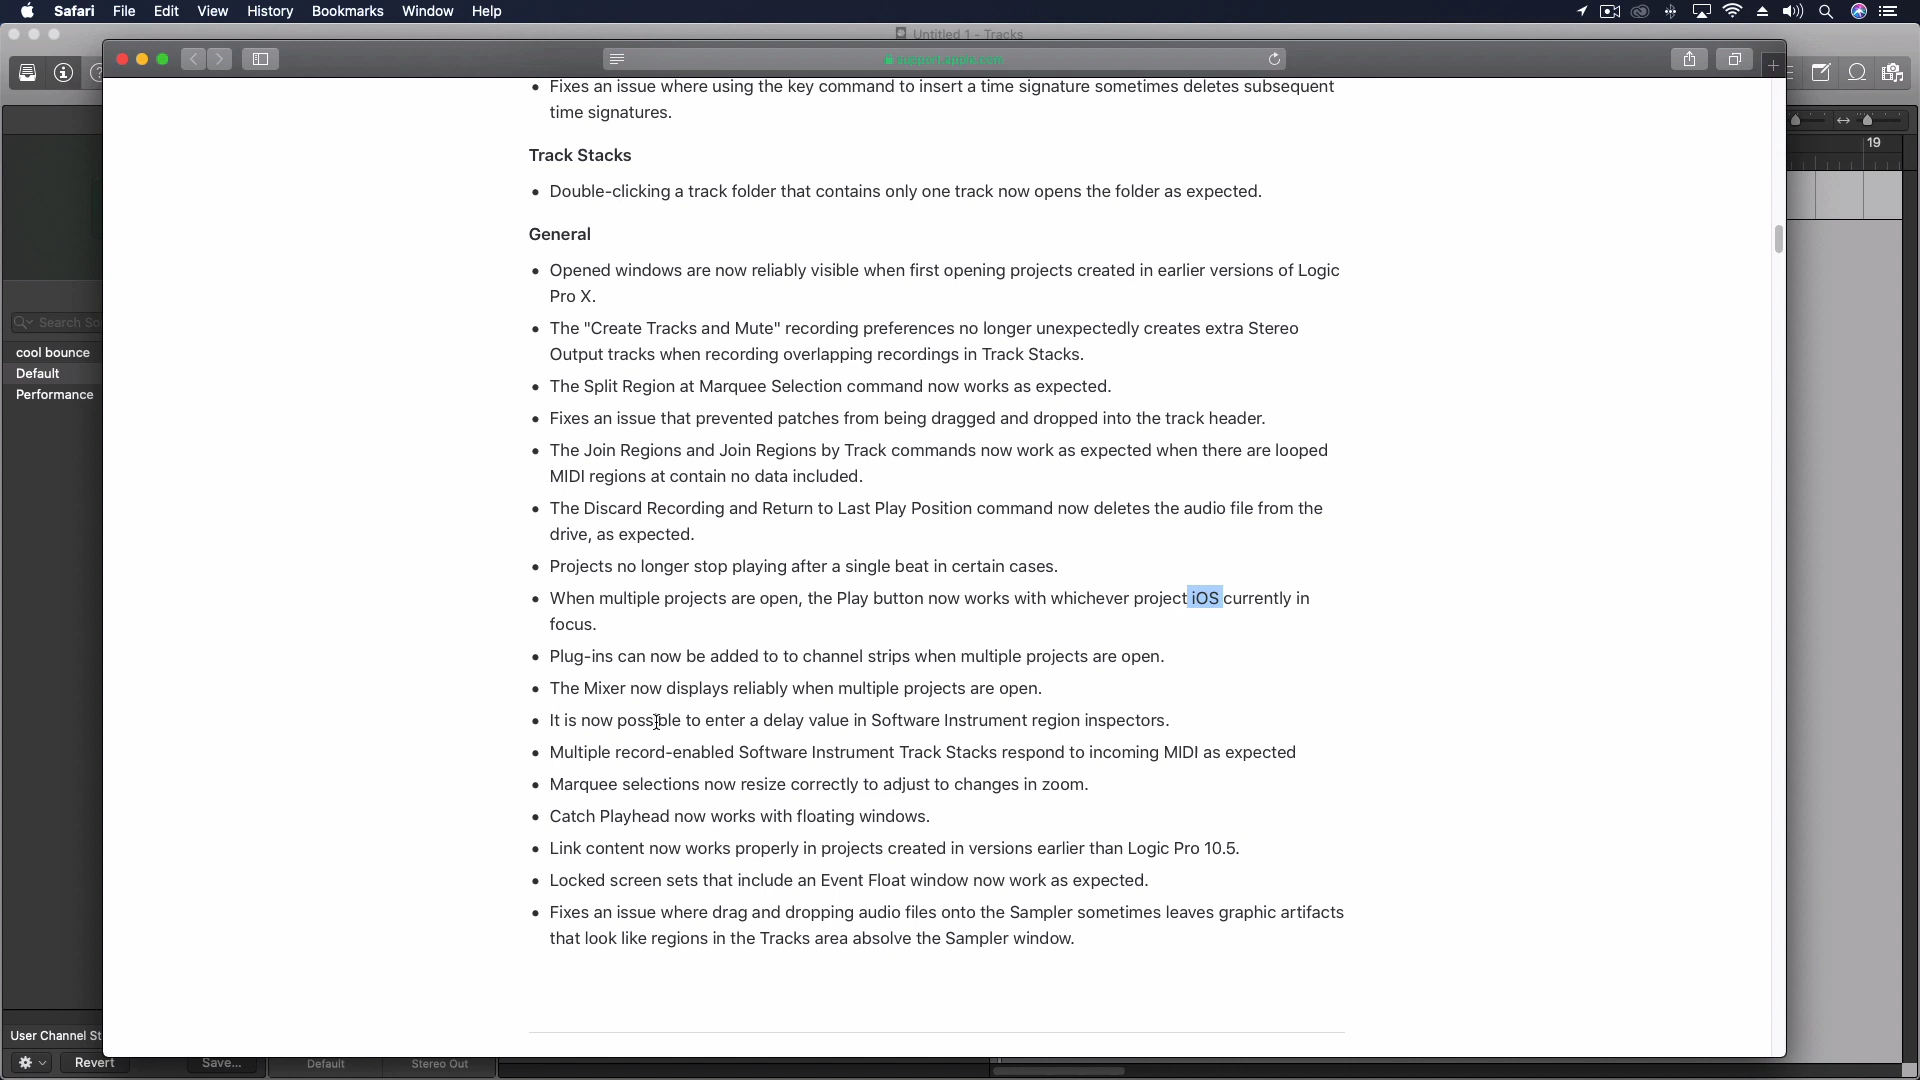 Safari File Edit View History Bookmarks Window Help
Untitled 1 - Tracks
support.apple.com
19
Search So
cool bounce
Default
Performance
• Fixes an issue where using the key command to insert a time signature sometimes deletes subsequent
time signatures.
Track Stacks
• Double-clicking a track folder that contains only one track now opens the folder as expected.
General
• Opened windows are now reliably visible when first opening projects created in earlier versions of Logic
Pro X.
• The "Create Tracks and Mute" recording preferences no longer unexpectedly creates extra Stereo
Output tracks when recording overlapping recordings in Track Stacks.
• The Split Region at Marquee Selection command now works as expected.
• Fixes an issue that prevented patches from being dragged and dropped into the track header.
• The Join Regions and Join Regions by Track commands now work as expected when there are looped
MIDI regions at contain no data included.
• The Discard Recording and Return to Last Play Position command now deletes the audio file from the
drive, as expected.
• Projects no longer stop playing after a single beat in certain cases.
• When multiple projects are open, the Play button now works with whichever project iOS currently in
focus.
• Plug-ins can now be added to to channel strips when multiple projects are open.
• The Mixer now displays reliably when multiple projects are open.
• It is now possible to enter a delay value in Software Instrument region inspectors.
• Multiple record-enabled Software Instrument Track Stacks respond to incoming MIDI as expected
• Marquee selections now resize correctly to adjust to changes in zoom.
• Catch Playhead now works with floating windows.
• Link content now works properly in projects created in versions earlier than Logic Pro 10.5.
• Locked screen sets that include an Event Float window now work as expected.
• Fixes an issue where drag and dropping audio files onto the Sampler sometimes leaves graphic artifacts
that look like regions in the Tracks area absolve the Sampler window.
User Channel St
Revert Save... Default Stereo Out